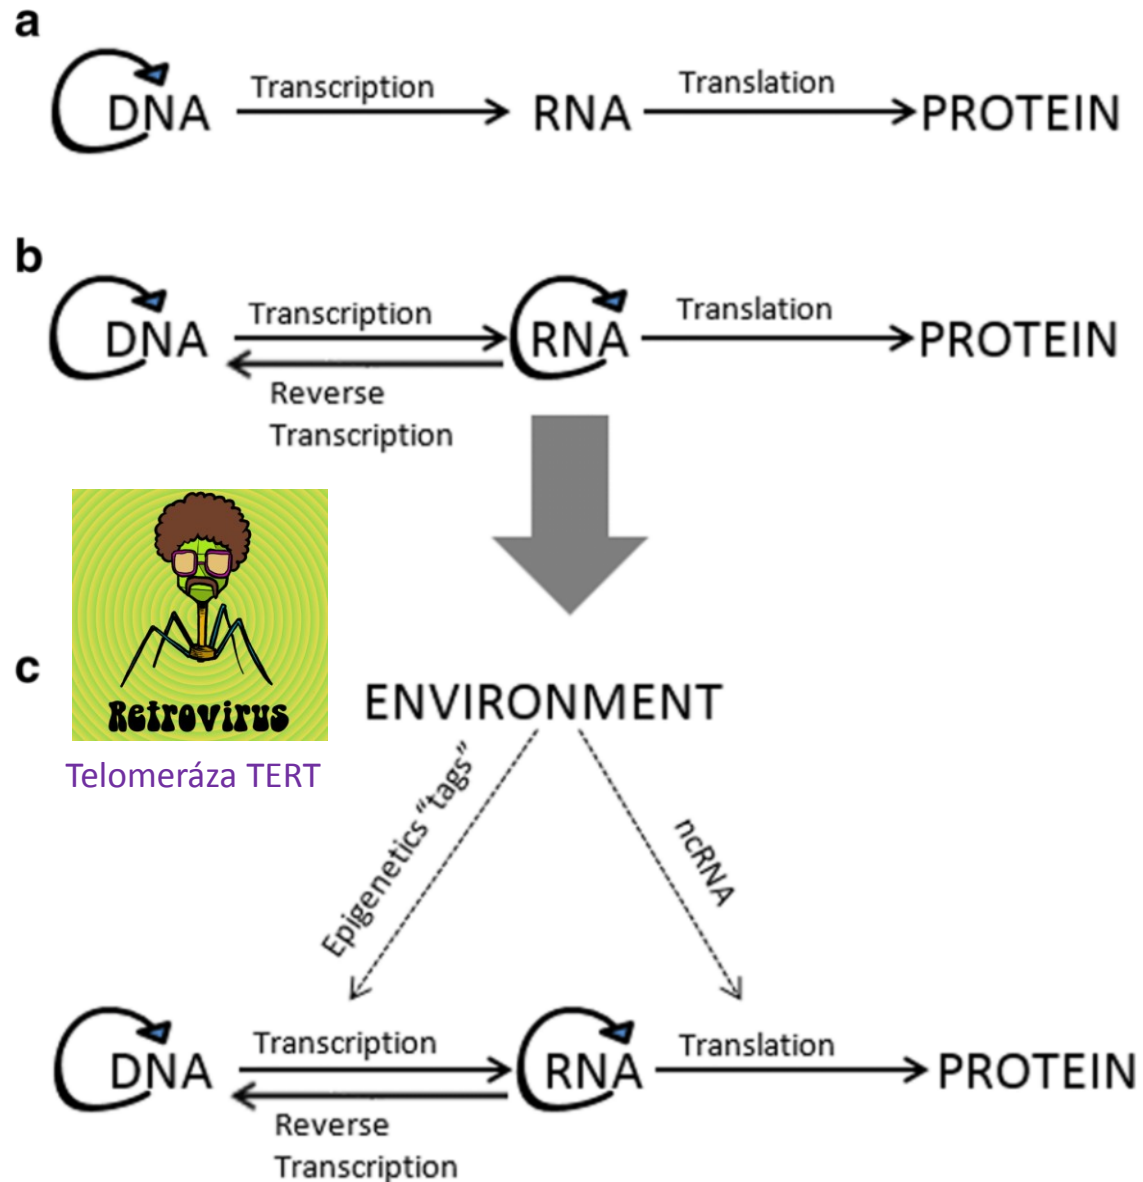 a
Transcription
Translation
DNA
RNA
PROTEIN
b
Transcription
Translation
DNA
RNA
PROTEIN
Reverse
Transcription
Retrovirus
Telomeráza TERT
c
ENVIRONMENT
Epigenetics “tags”
ncRNA
Transcription
Translation
DNA
RNA
PROTEIN
Reverse
Transcription